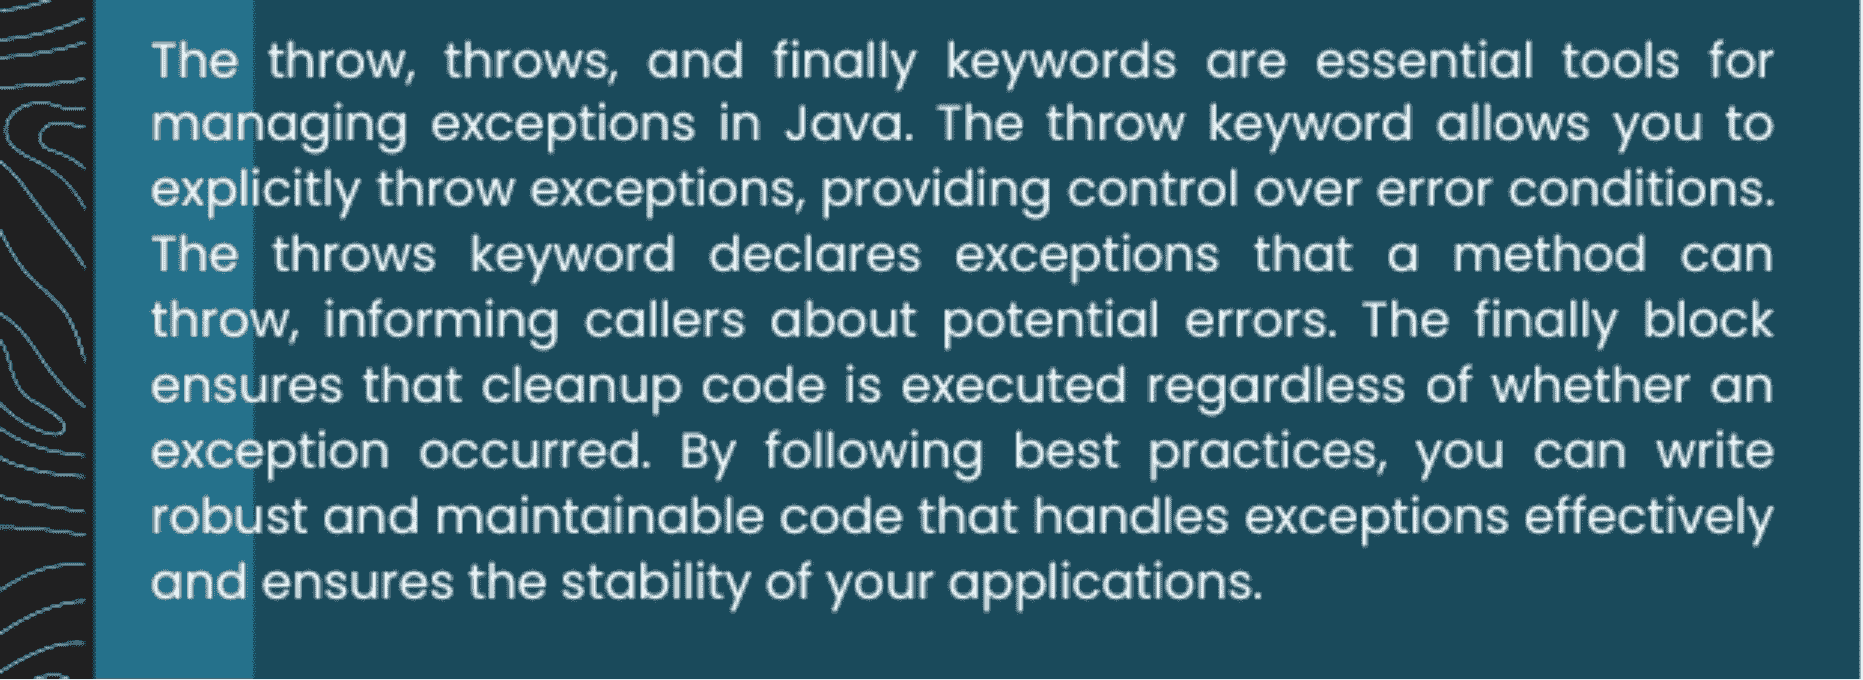 The throw, throws, and finally keywords are essential tools for
managing exceptions in Java. The throw keyword allows you to
explicitly throw exceptions, providing control over error conditions.
The throws keyword declares exceptions that a method can
throw, informing callers about potential errors. The finally block
ensures that cleanup code is executed regardless of whether an
exception occurred. By following best practices, you can write
robust and maintainable code that handles exceptions effectively
and ensures the stability of your applications.